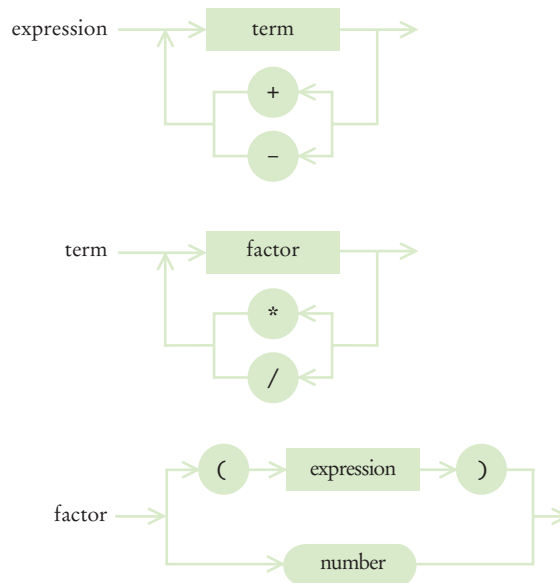 expression term
+
-
term factor
*
/
( expression )
factor
number